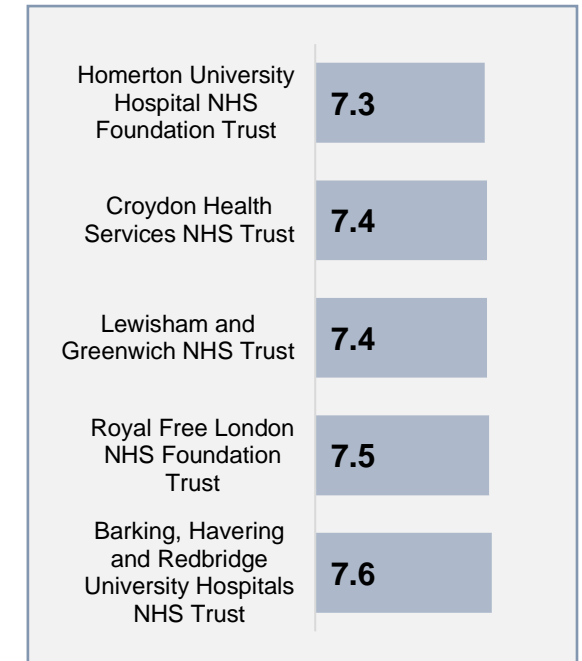 Homerton University
Hospital NHS
Foundation Trust
7.3
Croydon Health
Services NHS Trust
7.4
Lewisham and
Greenwich NHS Trust
7.4
Royal Free London
NHS Foundation
Trust
7.5
Barking, Havering
and Redbridge
University Hospitals
NHS Trust
7.6